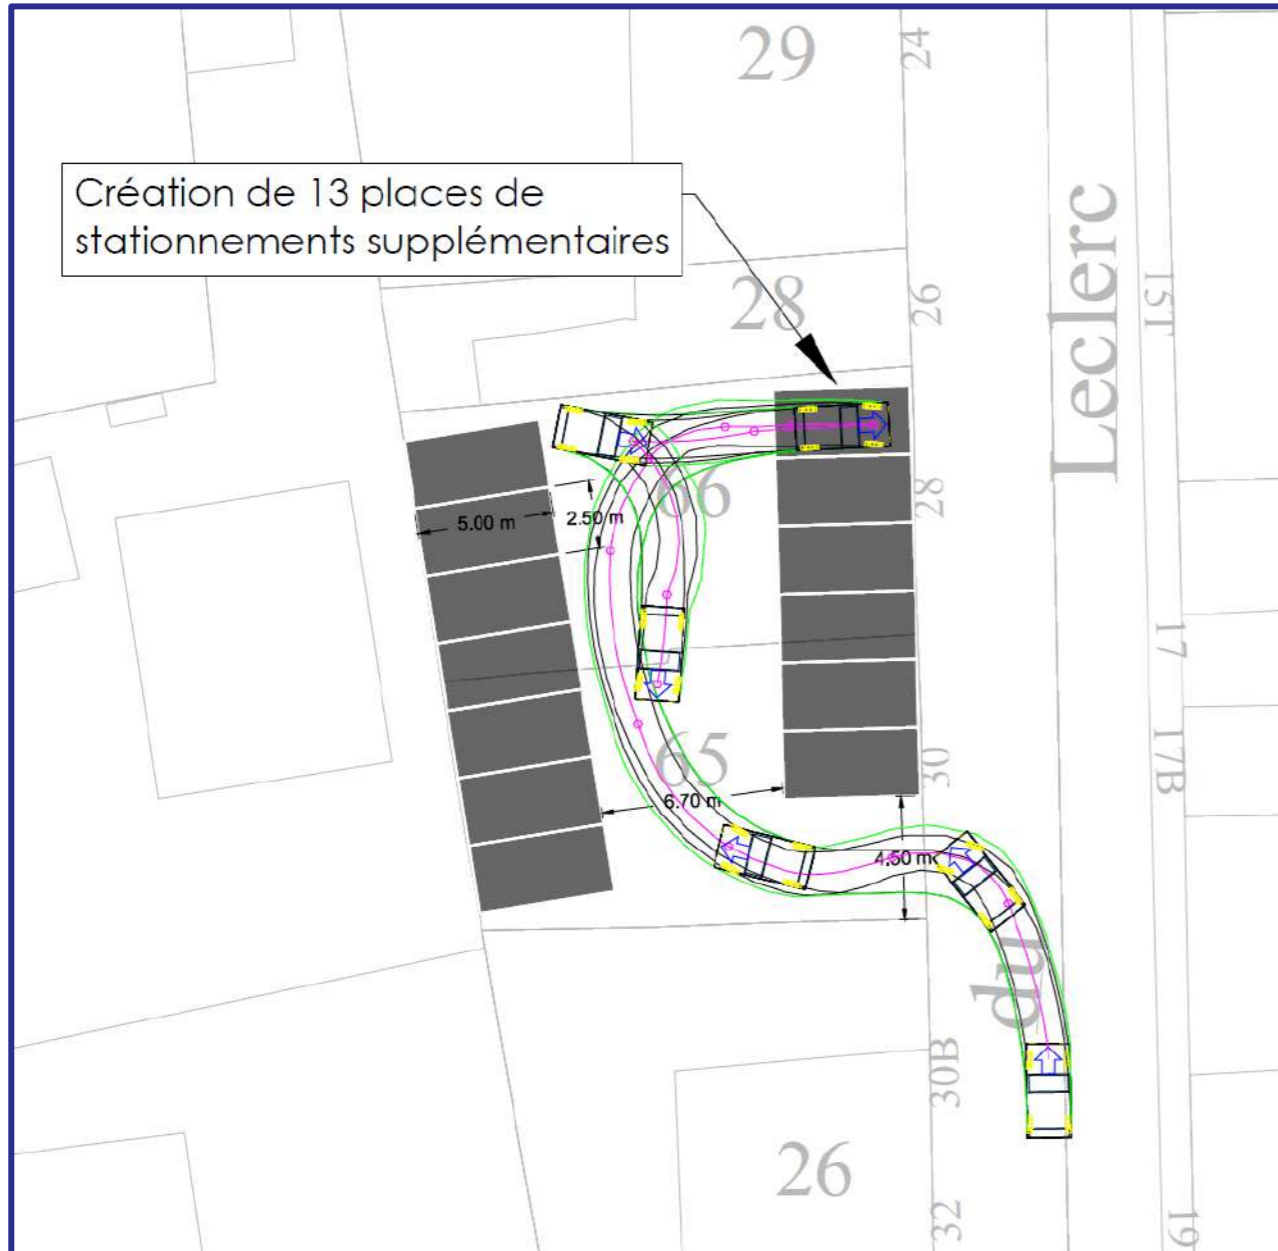 29
24
Création de 13 places de
stationnements supplémentaires
Leclerc
15T
28
26
66
28
5.00 m
2.50 m
17
65
30
17B
6.70 m
4.50 m
du
30B
26
32
19